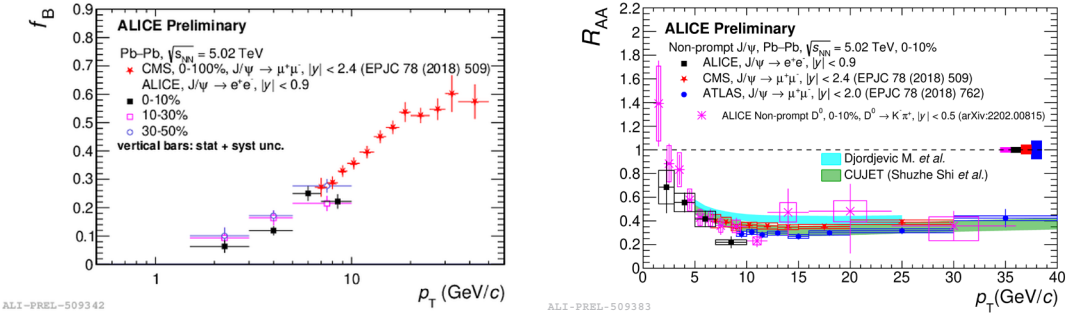 f_B
ALICE Preliminary
Pb–Pb, √s_NN = 5.02 TeV
CMS, 0-100%, J/ψ → μ⁺μ⁻, |y| < 2.4 (EPJC 78 (2018) 509)
ALICE, J/ψ → e⁺e⁻, |y| < 0.9
0-10%
10-30%
30-50%
vertical bars: stat + syst unc.
0.9
0.8
0.7
0.6
0.5
0.4
0.3
0.2
0.1
0
1
10
p_T (GeV/c)
ALI-PREL-509342
R_AA
ALICE Preliminary
Non-prompt J/ψ, Pb–Pb, √s_NN = 5.02 TeV, 0-10%
ALICE, J/ψ → e⁺e⁻, |y| < 0.9
CMS, J/ψ → μ⁺μ⁻, |y| < 2.4 (EPJC 78 (2018) 509)
ATLAS, J/ψ → μ⁺μ⁻, |y| < 2.0 (EPJC 78 (2018) 762)
ALICE Non-prompt D⁰, 0-10%, D⁰ → K⁻π⁺, |y| < 0.5 (arXiv:2202.00815)
Djordjevic M. et al.
CUJET (Shuzhe Shi et al.)
2.2
2
1.8
1.6
1.4
1.2
1
0.8
0.6
0.4
0.2
0
0 5 10 15 20 25 30 35 40
p_T (GeV/c)
ALI-PREL-509383